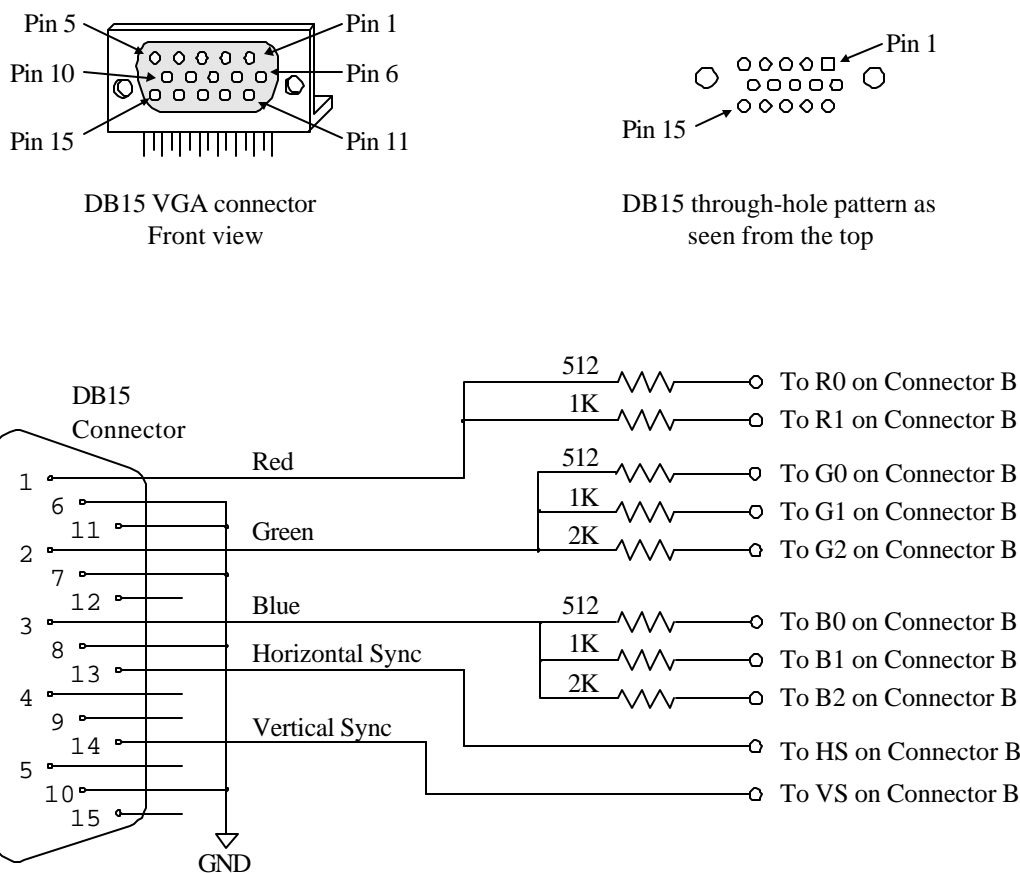 Pin 5
Pin 1
Pin 10
Pin 6
Pin 15
Pin 11
DB15 VGA connector
Front view
Pin 1
Pin 15
DB15 through-hole pattern as
seen from the top
DB15
Connector
1
6
11
2
7
12
3
8
13
4
9
14
5
10
15
Red
Green
Blue
Horizontal Sync
Vertical Sync
GND
512
To R0 on Connector B
1K
To R1 on Connector B
512
To G0 on Connector B
1K
To G1 on Connector B
2K
To G2 on Connector B
512
To B0 on Connector B
1K
To B1 on Connector B
2K
To B2 on Connector B
To HS on Connector B
To VS on Connector B